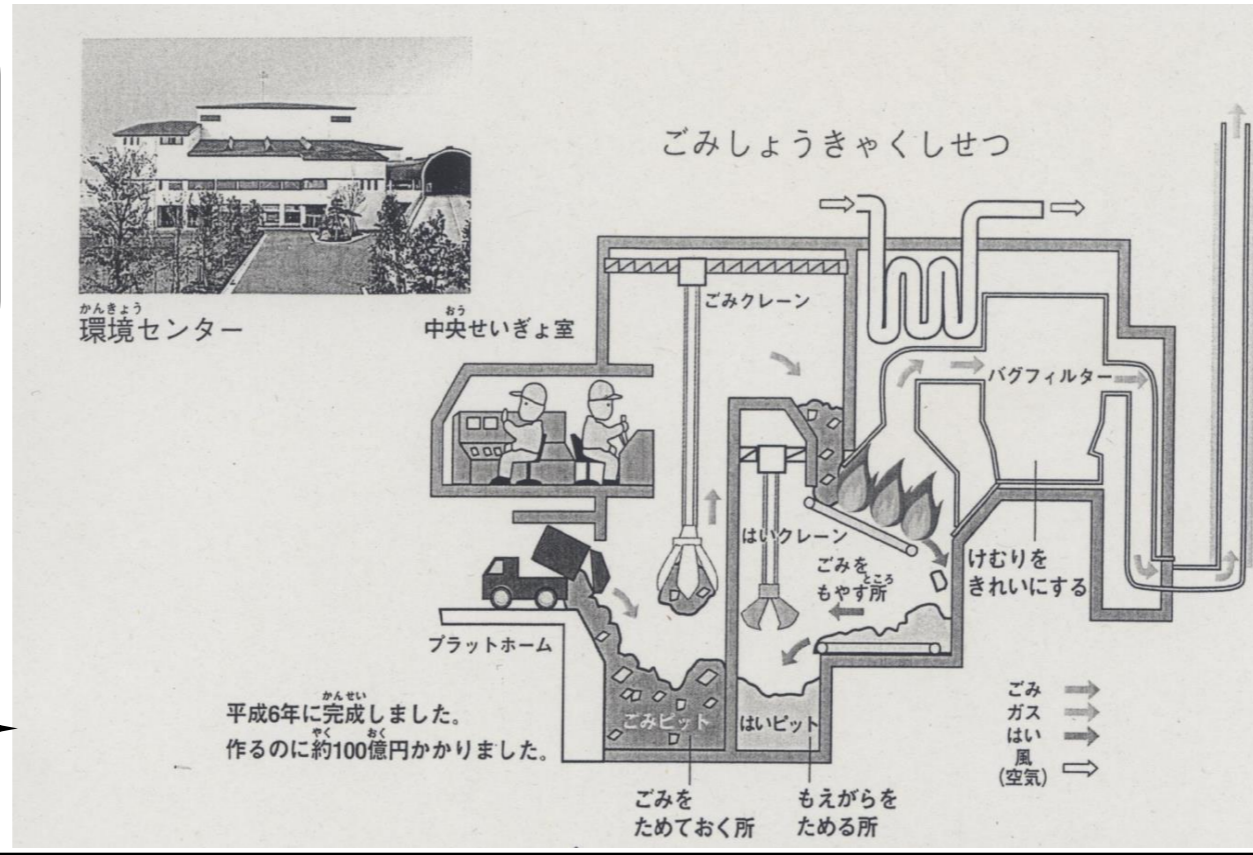 ごみしょうきゃくしせつ
かんきょう
環境センター
おう
中央せいぎょ室
ごみクレーン
バグフィルター
はいクレーン
ごみを
ところ
もやす所
けむりを
きれいにする
プラットホーム
かんせい
平成6年に完成しました。
やく おく
作るのに約100億円かかりました。
ごみピット
はいピット
ごみを
ためておく所
もえがらを
ためる所
ごみ
ガス
はい
風
(空気)